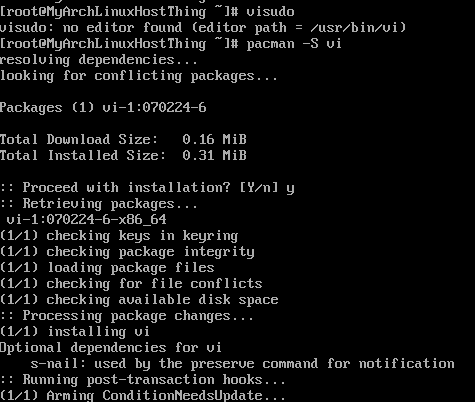 [root@MyArchLinuxHostThing ~]# visudo
visudo: no editor found (editor path = /usr/bin/vi)
[root@MyArchLinuxHostThing ~]# pacman -S vi
resolving dependencies...
looking for conflicting packages...
Packages (1) vi-1:070224-6
Total Download Size:   0.16 MiB
Total Installed Size:  0.31 MiB
:: Proceed with installation? [Y/n] y
:: Retrieving packages...
vi-1:070224-6-x86_64
(1/1) checking keys in keyring
(1/1) checking package integrity
(1/1) loading package files
(1/1) checking for file conflicts
(1/1) checking available disk space
:: Processing package changes...
(1/1) installing vi
Optional dependencies for vi
s-nail: used by the preserve command for notification
:: Running post-transaction hooks...
(1/1) Arming ConditionNeedsUpdate...